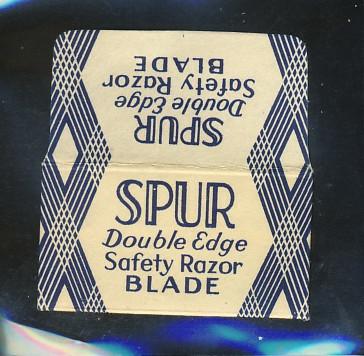 SPUR
Double Edge
Safety Razor
BLADE
SPUR
Double Edge
Safety Razor
BLADE